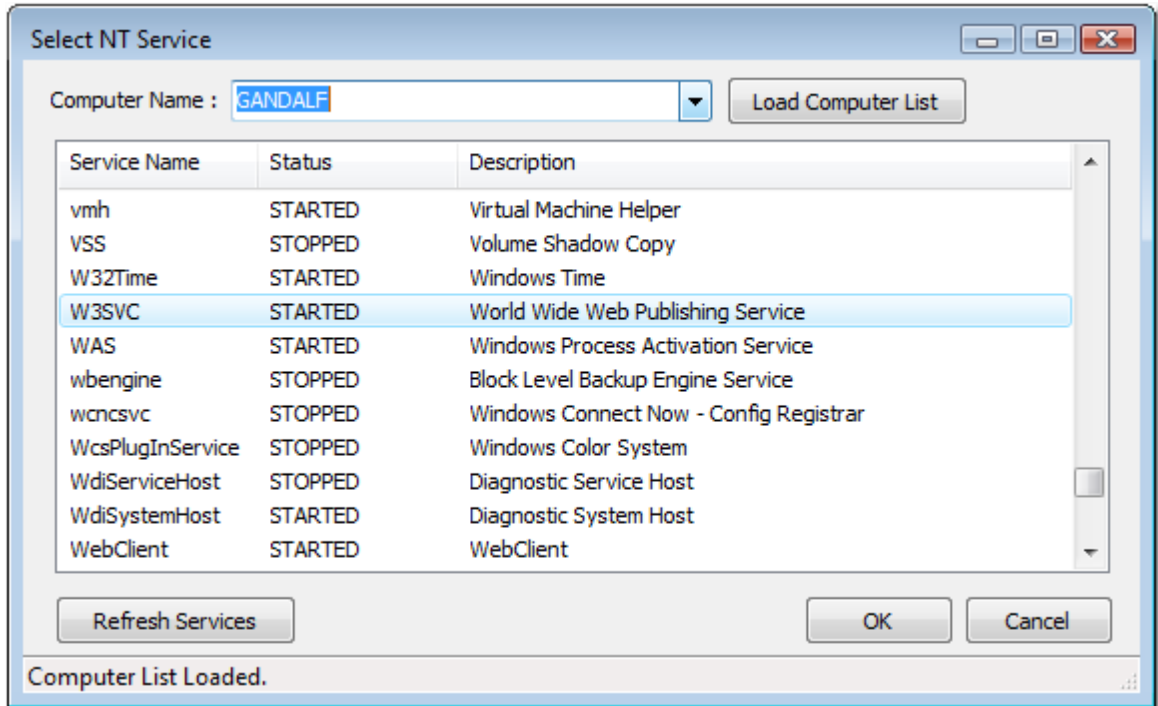 Select NT Service
Computer Name : GANDALF Load Computer List
Service Name Status Description
vmh STARTED Virtual Machine Helper
VSS STOPPED Volume Shadow Copy
W32Time STARTED Windows Time
W3SVC STARTED World Wide Web Publishing Service
WAS STARTED Windows Process Activation Service
wbengine STOPPED Block Level Backup Engine Service
wcncsvc STOPPED Windows Connect Now - Config Registrar
WcsPlugInService STOPPED Windows Color System
WdiServiceHost STOPPED Diagnostic Service Host
WdiSystemHost STARTED Diagnostic System Host
WebClient STARTED WebClient
Refresh Services OK Cancel
Computer List Loaded.